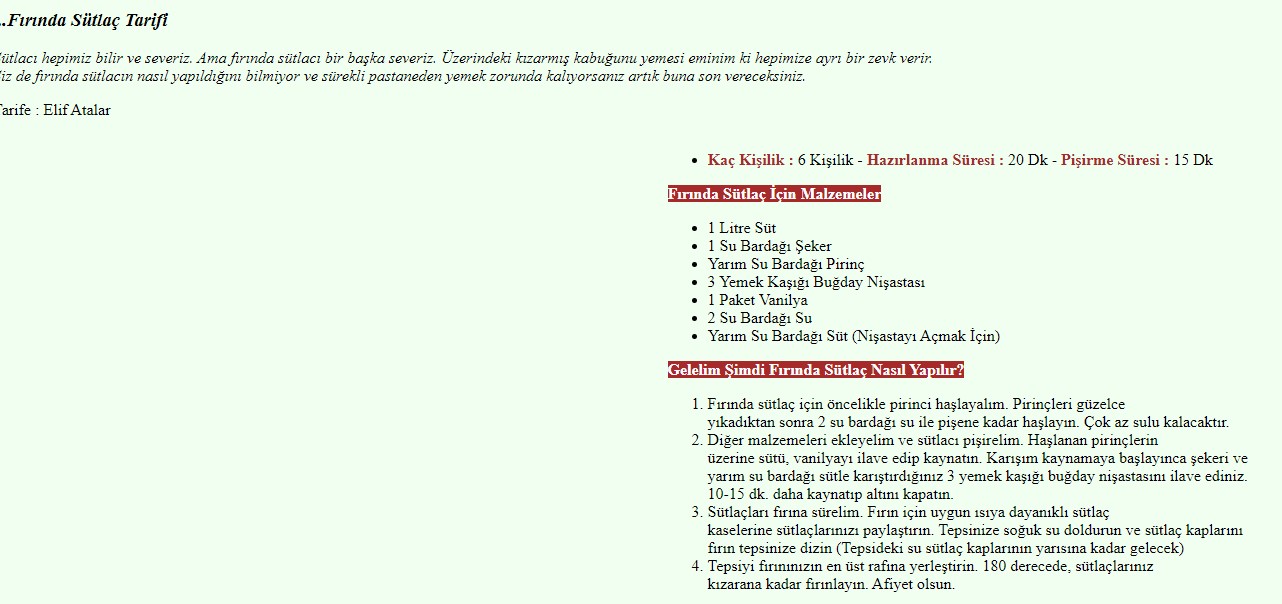 ..Fırında Sütlaç Tarifi
ütlacı hepimiz bilir ve severiz. Ama fırında sütlacı bir başka severiz. Üzerindeki kızarmış kabuğunu yemesi eminim ki hepimize ayrı bir zevk verir.
iz de fırında sütlacın nasıl yapıldığını bilmiyor ve sürekli pastaneden yemek zorunda kalıyorsanız artık buna son vereceksiniz.
arife : Elif Atalar
• Kaç Kişilik : 6 Kişilik - Hazırlanma Süresi : 20 Dk - Pişirme Süresi : 15 Dk
Fırında Sütlaç İçin Malzemeler
• 1 Litre Süt
• 1 Su Bardağı Şeker
• Yarım Su Bardağı Pirinç
• 3 Yemek Kaşığı Buğday Nişastası
• 1 Paket Vanilya
• 2 Su Bardağı Su
• Yarım Su Bardağı Süt (Nişastayı Açmak İçin)
Gelelim Şimdi Fırında Sütlaç Nasıl Yapılır?
1. Fırında sütlaç için öncelikle pirinci haşlayalım. Pirinçleri güzelce
yıkadıktan sonra 2 su bardağı su ile pişene kadar haşlayın. Çok az sulu kalacaktır.
2. Diğer malzemeleri ekleyelim ve sütlacı pişirelim. Haşlanan pirinçlerin
üzerine sütü, vanilyayı ilave edip kaynatın. Karışım kaynamaya başlayınca şekeri ve
yarım su bardağı sütle karıştırdığınız 3 yemek kaşığı buğday nişastasını ilave ediniz.
10-15 dk. daha kaynatıp altını kapatın.
3. Sütlaçları fırına sürelim. Fırın için uygun ısıya dayanıklı sütlaç
kaselerine sütlaçlarınızı paylaştırın. Tepsinize soğuk su doldurun ve sütlaç kaplarını
fırın tepsinize dizin (Tepsideki su sütlaç kaplarının yarısına kadar gelecek)
4. Tepsiyi fırınınızın en üst rafına yerleştirin. 180 derecede, sütlaçlarınız
kızarana kadar fırınlayın. Afiyet olsun.